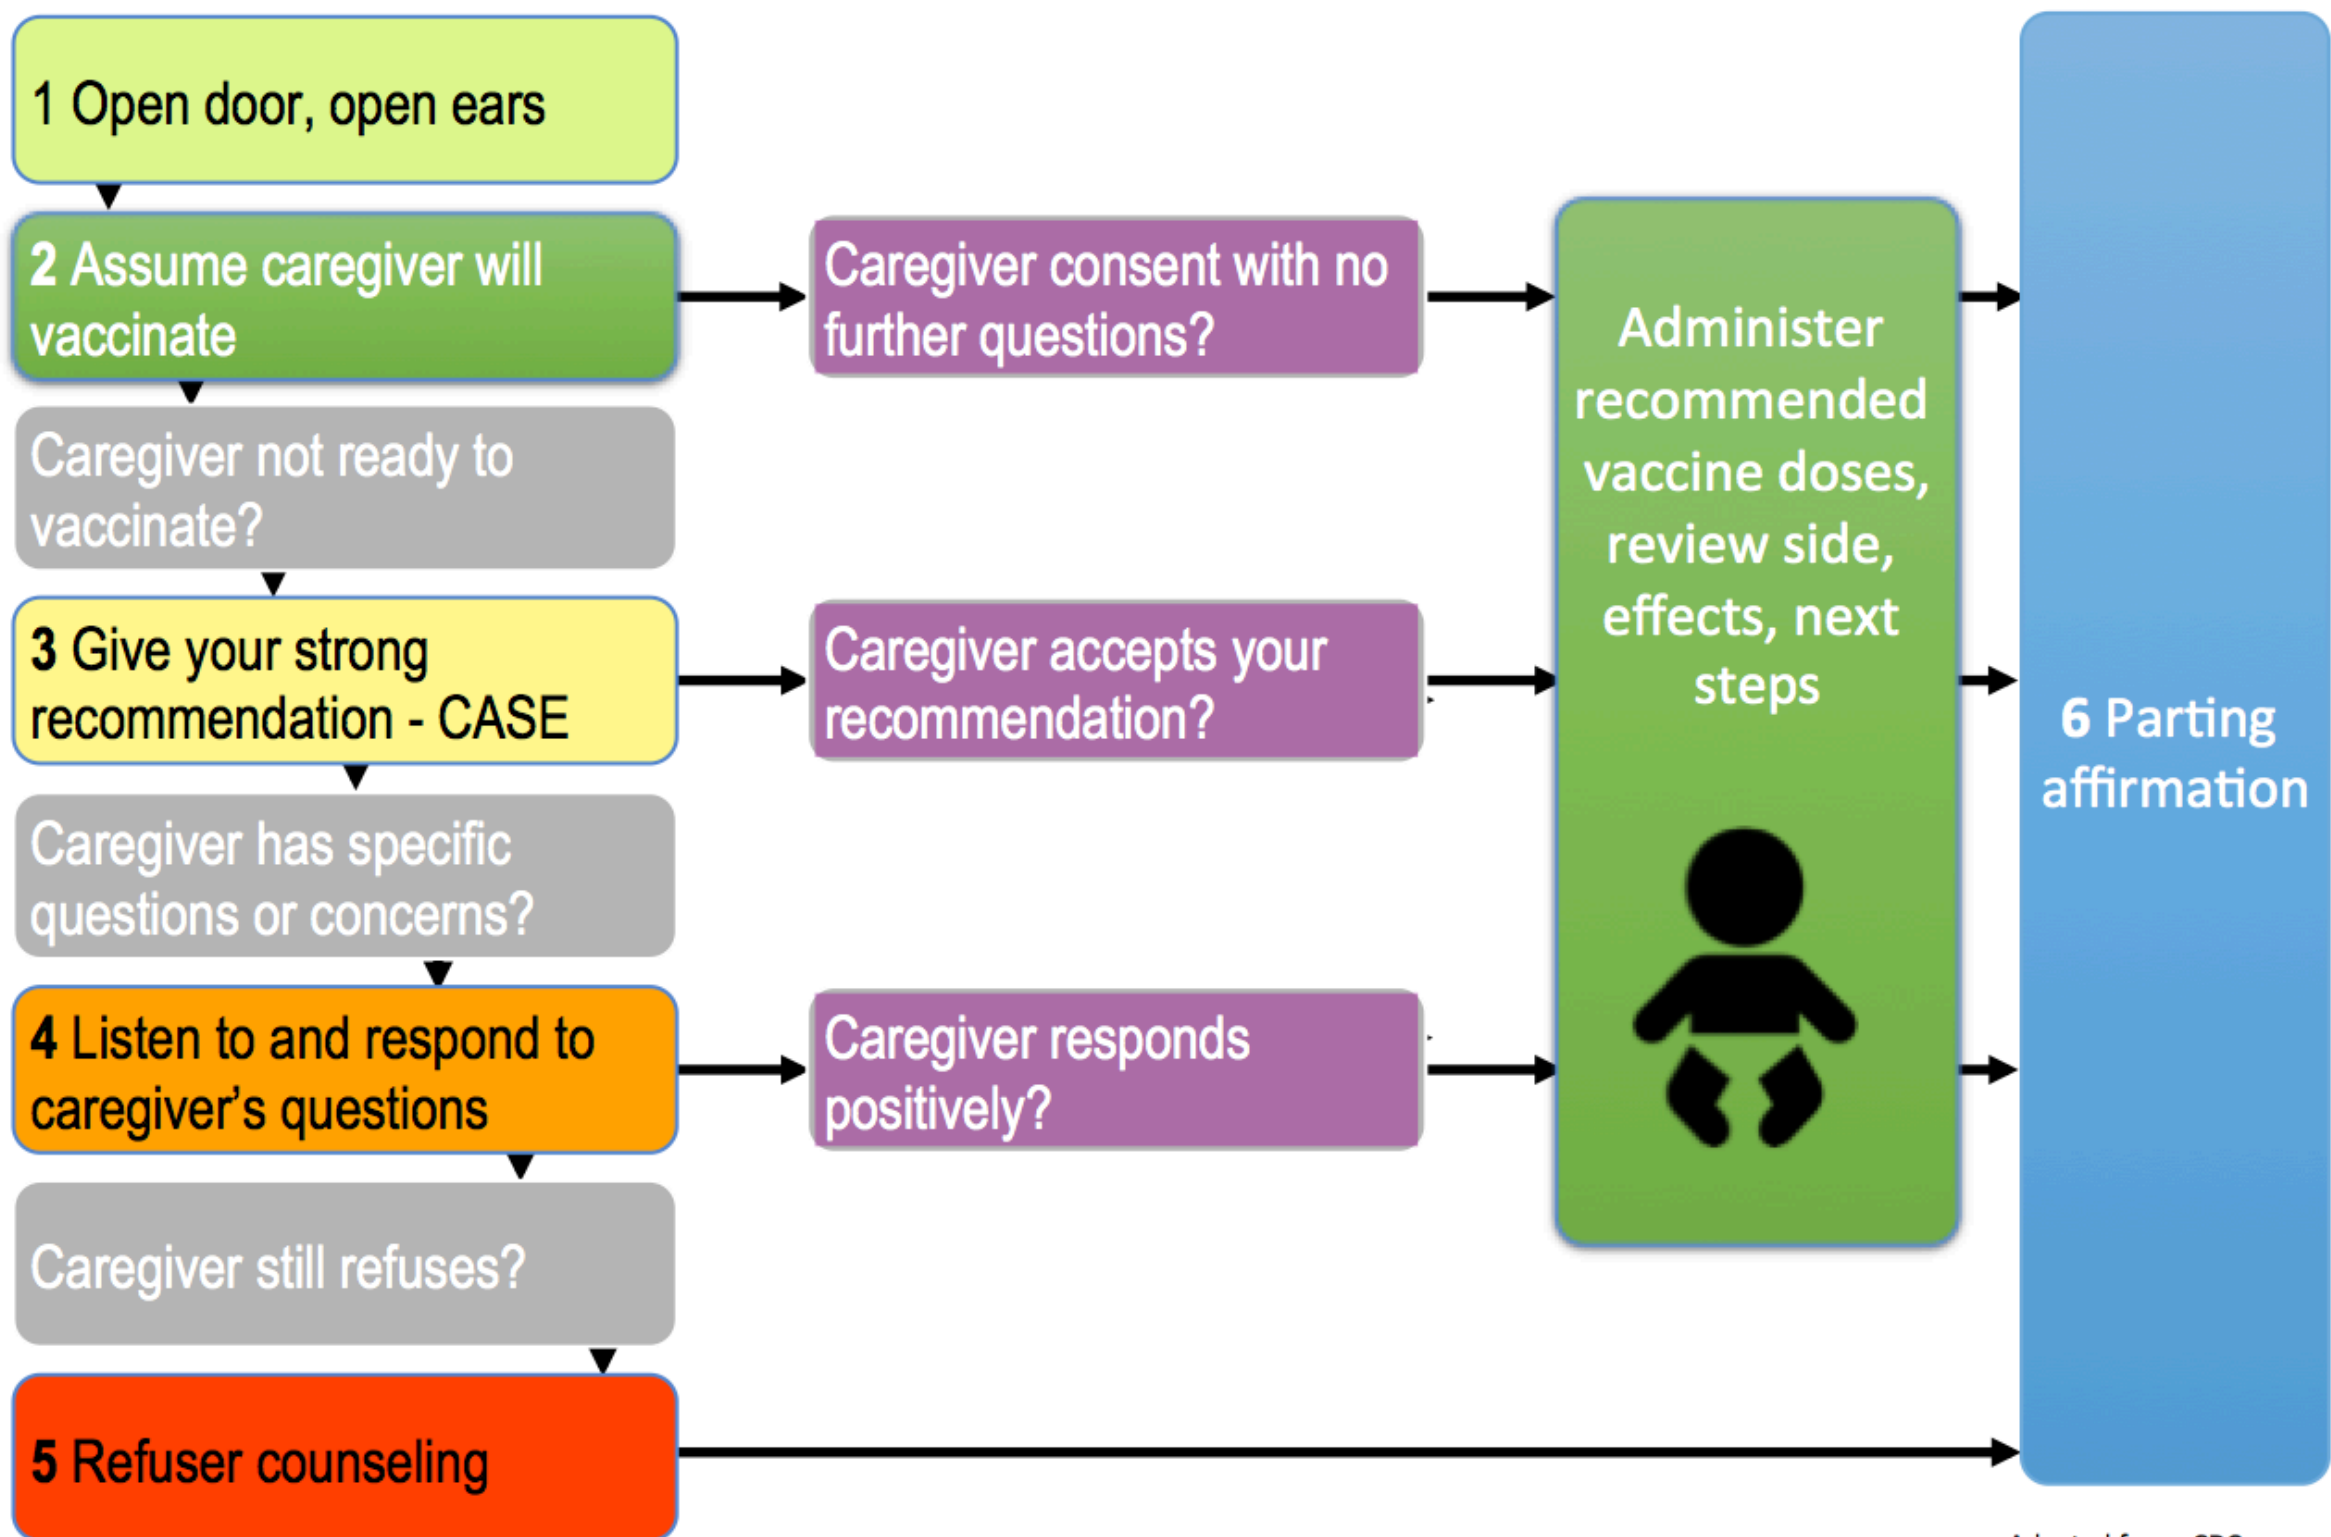 1 Open door, open ears
2 Assume caregiver will
vaccinate
Caregiver consent with no
further questions?
Caregiver not ready to
vaccinate?
3 Give your strong
recommendation - CASE
Caregiver accepts your
recommendation?
Caregiver has specific
questions or concerns?
4 Listen to and respond to
caregiver’s questions
Caregiver responds
positively?
Caregiver still refuses?
5 Refuser counseling
Administer
recommended
vaccine doses,
review side,
effects, next
steps
6 Parting
affirmation